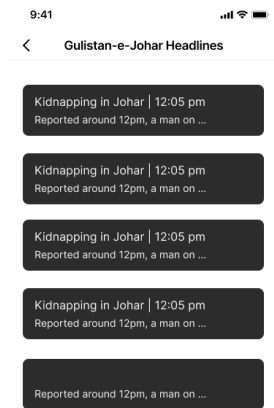 9:41
Gulistan-e-Johar Headlines
Kidnapping in Johar | 12:05 pm
Reported around 12pm, a man on ...
Kidnapping in Johar | 12:05 pm
Reported around 12pm, a man on ...
Kidnapping in Johar | 12:05 pm
Reported around 12pm, a man on ...
Kidnapping in Johar | 12:05 pm
Reported around 12pm, a man on ...
Reported around 12pm, a man on ...